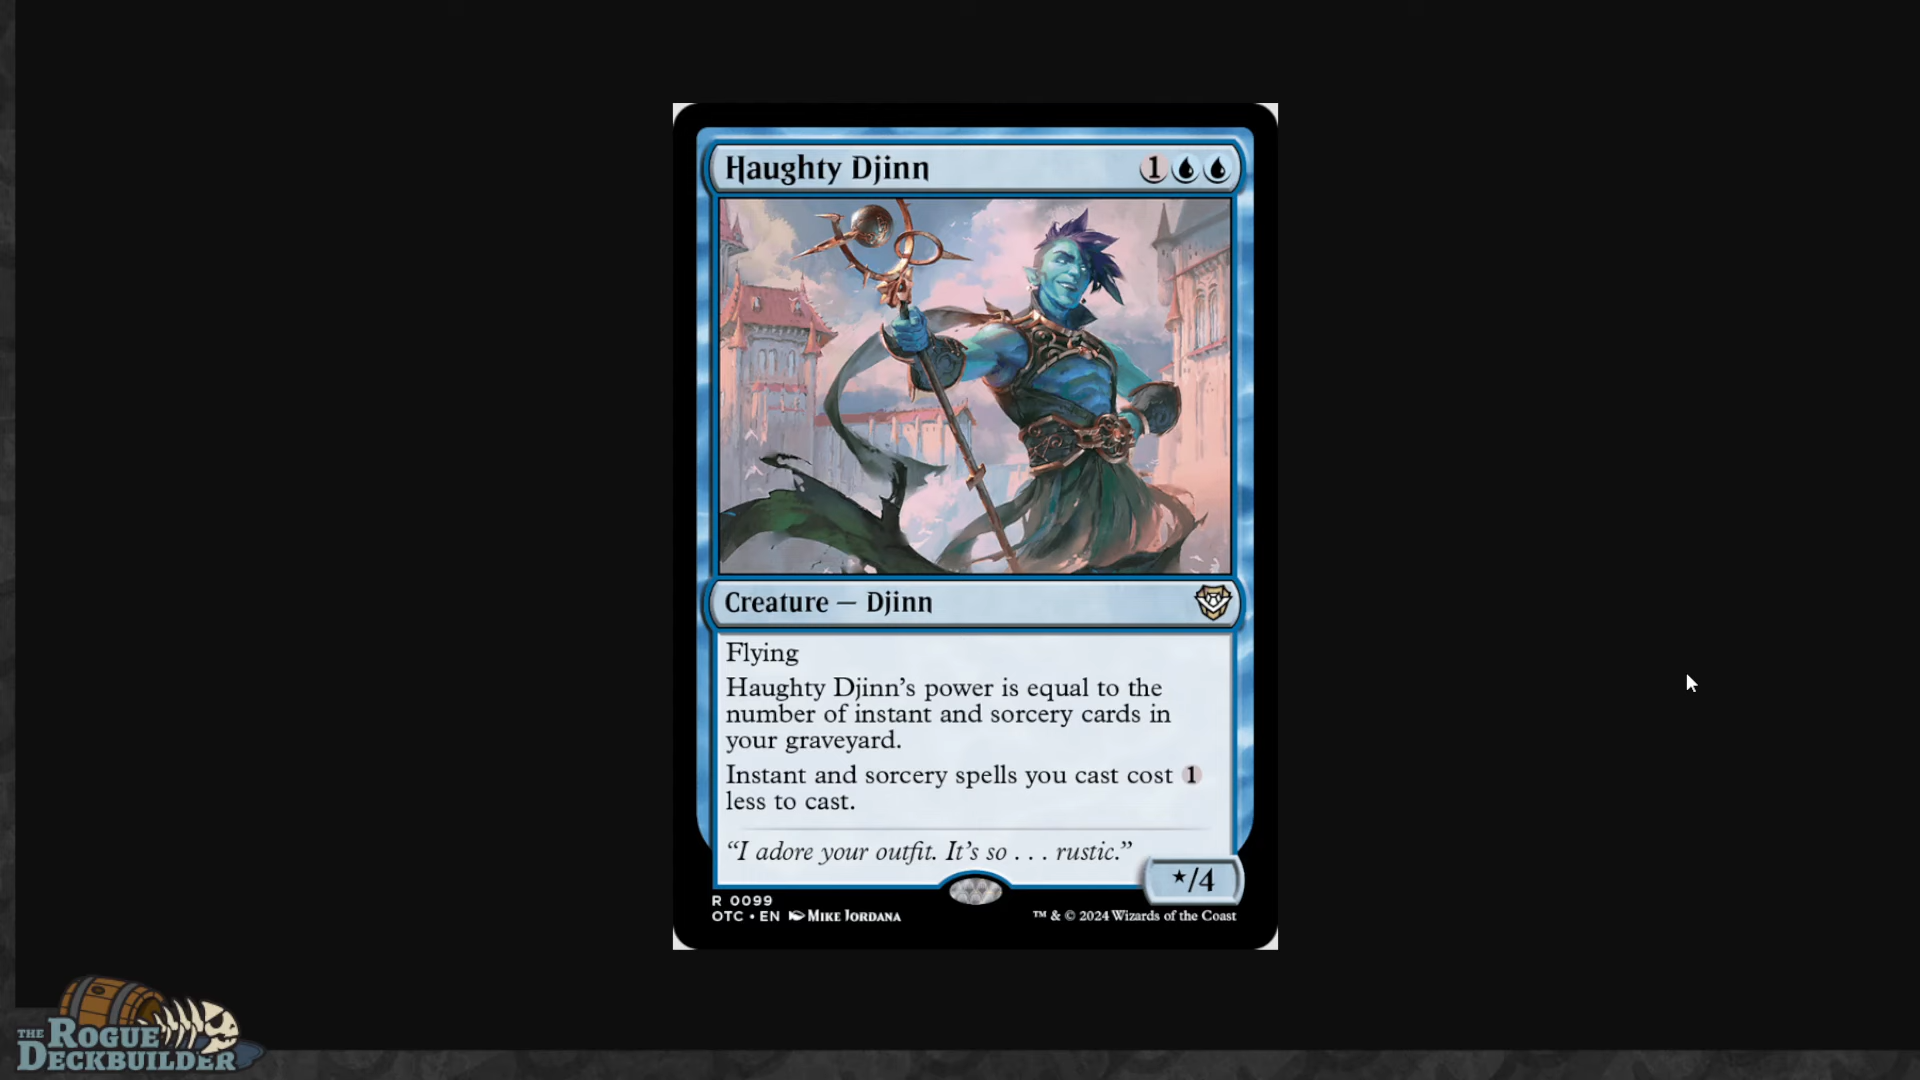 Haughty Djinn
1
Creature — Djinn
Flying
Haughty Djinn's power is equal to the
number of instant and sorcery cards in
your graveyard.
Instant and sorcery spells you cast cost 1
less to cast.
“I adore your outfit. It's so . . . rustic.”
★/4
R 0099
OTC • EN Mike Jordana
™ & © 2024 Wizards of the Coast
THE ROGUE
DECKBUILDER